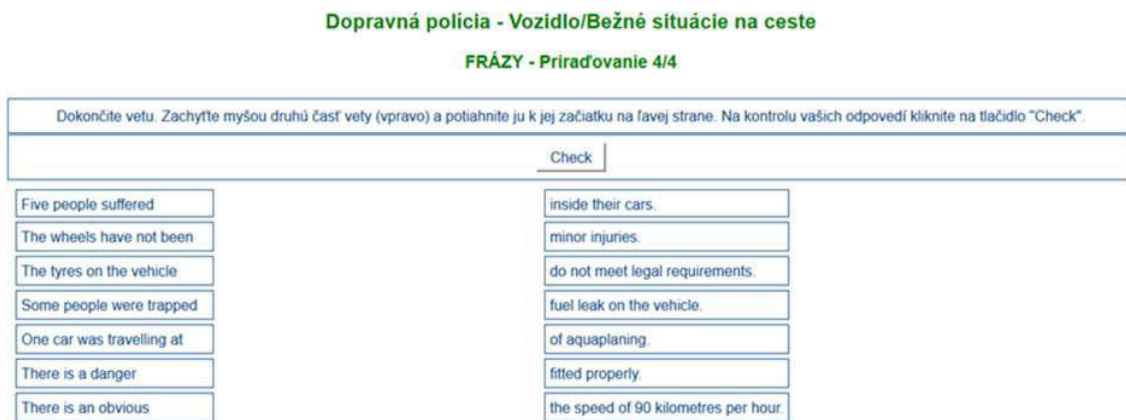 Dopravná polícia - Vozidlo/Bežné situácie na ceste
FRÁZY - Priraďovanie 4/4
Dokončite vetu. Zachyťte myšou druhú časť vety (vpravo) a potiahnite ju k jej začiatku na ľavej strane. Na kontrolu vašich odpovedí kliknite na tlačidlo "Check".
Check
Five people suffered inside their cars.
The wheels have not been minor injuries.
The tyres on the vehicle do not meet legal requirements.
Some people were trapped fuel leak on the vehicle.
One car was travelling at of aquaplaning.
There is a danger fitted properly.
There is an obvious the speed of 90 kilometres per hour.